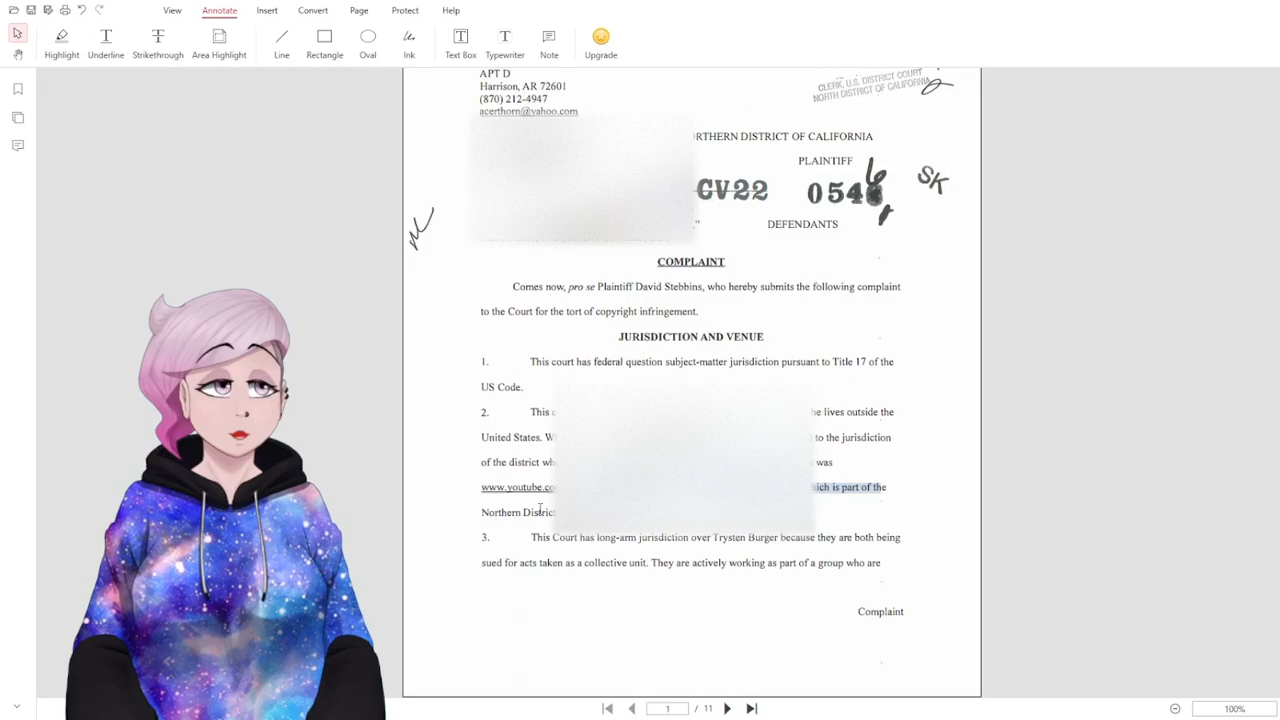 View Annotate Insert Convert Page Protect Help
Highlight Underline Strikethrough Area Highlight Line Rectangle Oval Ink Text Box Typewriter Note Upgrade
APT D
Harrison, AR 72601
(870) 212-4947
acerthorn@yahoo.com
CLERK, U.S. DISTRICT COURT
NORTH DISTRICT OF CALIFORNIA
RTHERN DISTRICT OF CALIFORNIA
PLAINTIFF
CV22 054
SK
" DEFENDANTS
COMPLAINT
Comes now, pro se Plaintiff David Stebbins, who hereby submits the following complaint
to the Court for the tort of copyright infringement.
JURISDICTION AND VENUE
1. This court has federal question subject-matter jurisdiction pursuant to Title 17 of the
US Code.
2. This he lives outside the
United States. to the jurisdiction
of the district was
www.youtube.co is part of the
Northern District
3. This Court has long-arm jurisdiction over Trysten Burger because they are both being
sued for acts taken as a collective unit. They are actively working as part of a group who are
Complaint
1 / 11
100%